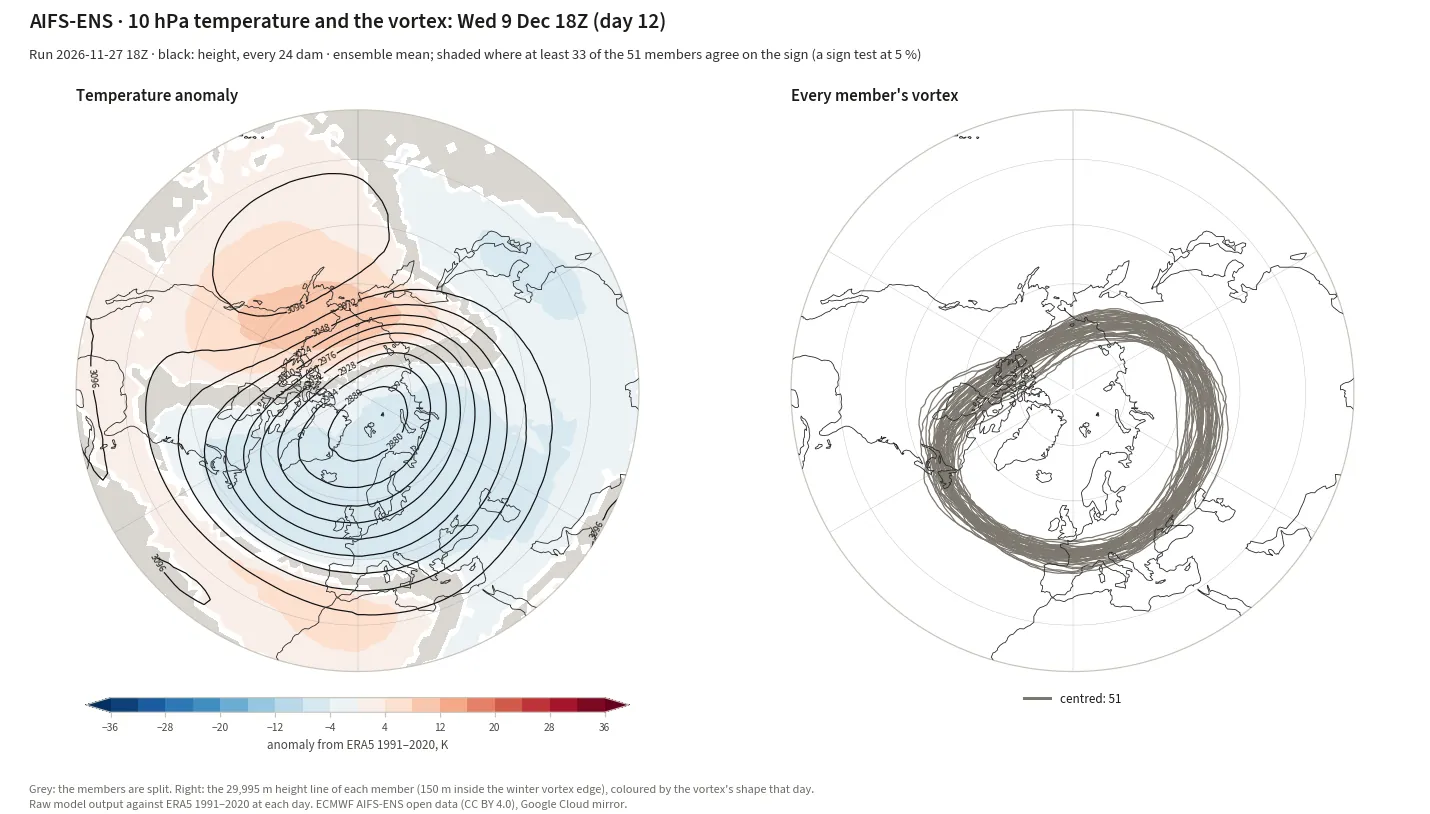 AIFS-ENS · 10 hPa temperature and the vortex: Wed 9 Dec 18Z (day 12)
Run 2026-11-27 18Z · black: height, every 24 dam · ensemble mean; shaded where at least 33 of the 51 members agree on the sign (a sign test at 5 %)
Temperature anomaly
Every member's vortex
3096
3048
2976
2928
2880
3096
3096
3096
centred: 51
−36 −28 −20 −12 −4 4 12 20 28 36
anomaly from ERA5 1991–2020, K
Grey: the members are split. Right: the 29,995 m height line of each member (150 m inside the winter vortex edge), coloured by the vortex's shape that day.
Raw model output against ERA5 1991–2020 at each day. ECMWF AIFS-ENS open data (CC BY 4.0), Google Cloud mirror.